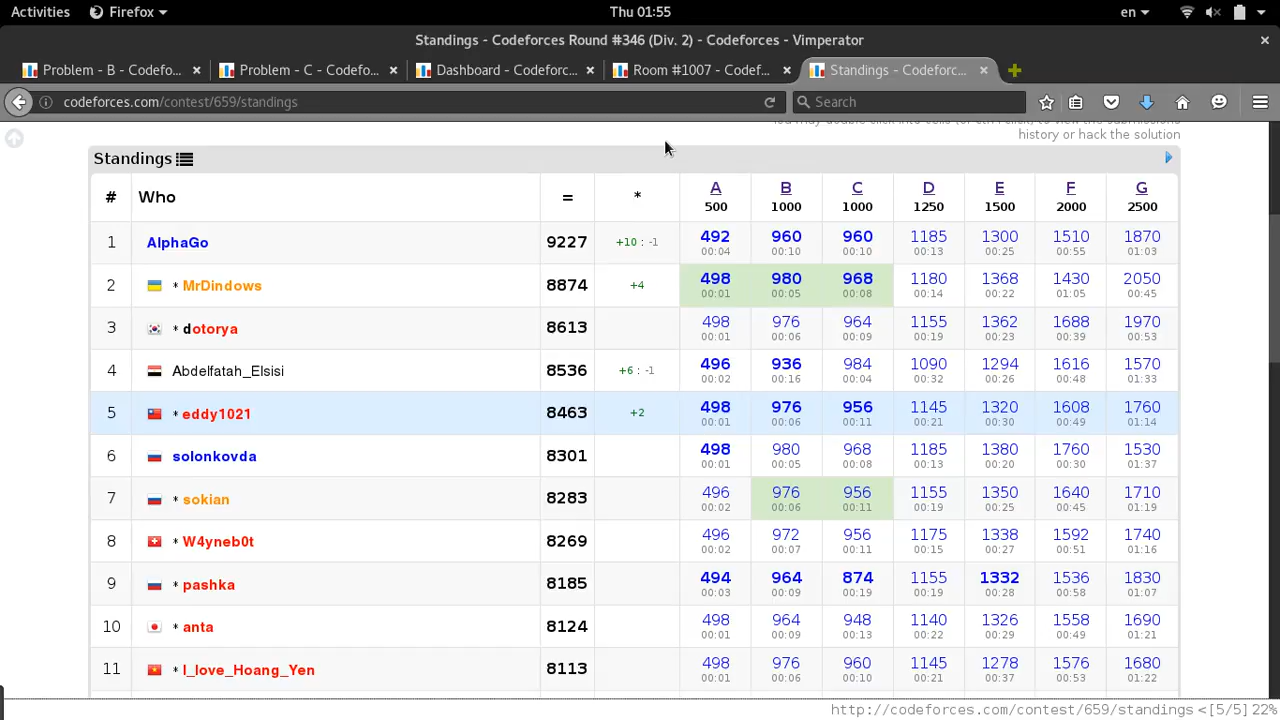 Activities Firefox Thu 01:55 en
Standings - Codeforces Round #346 (Div. 2) - Codeforces - Vimperator
Problem - B - Codefo... Problem - C - Codefo... Dashboard - Codeforc... Room #1007 - Codef... Standings - Codeforc...
codeforces.com/contest/659/standings Search
history or hack the solution
Standings
# Who = * A B C D E F G
500 1000 1000 1250 1500 2000 2500
1 AlphaGo 9227 +10 : -1 492 960 960 1185 1300 1510 1870
00:04 00:10 00:10 00:13 00:25 00:55 01:03
2 * MrDindows 8874 +4 498 980 968 1180 1368 1430 2050
00:01 00:05 00:08 00:14 00:22 01:05 00:45
3 * dotorya 8613 498 976 964 1155 1362 1688 1970
00:01 00:06 00:09 00:19 00:23 00:39 00:53
4 Abdelfatah_Elsisi 8536 +6 : -1 496 936 984 1090 1294 1616 1570
00:02 00:16 00:04 00:32 00:26 00:48 01:33
5 * eddy1021 8463 +2 498 976 956 1145 1320 1608 1760
00:01 00:06 00:11 00:21 00:30 00:49 01:14
6 solonkovda 8301 498 980 968 1185 1380 1760 1530
00:01 00:05 00:08 00:13 00:20 00:30 01:37
7 * sokian 8283 496 976 956 1155 1350 1640 1710
00:02 00:06 00:11 00:19 00:25 00:45 01:19
8 * W4yneb0t 8269 496 972 956 1175 1338 1592 1740
00:02 00:07 00:11 00:15 00:27 00:51 01:16
9 * pashka 8185 494 964 874 1155 1332 1536 1830
00:03 00:09 00:19 00:19 00:28 00:58 01:07
10 * anta 8124 498 964 948 1140 1326 1558 1690
00:01 00:09 00:13 00:22 00:29 00:49 01:21
11 * I_love_Hoang_Yen 8113 498 976 960 1145 1278 1576 1680
00:01 00:06 00:10 00:21 00:37 00:53 01:22
http://codeforces.com/contest/659/standings <[5/5] 22%